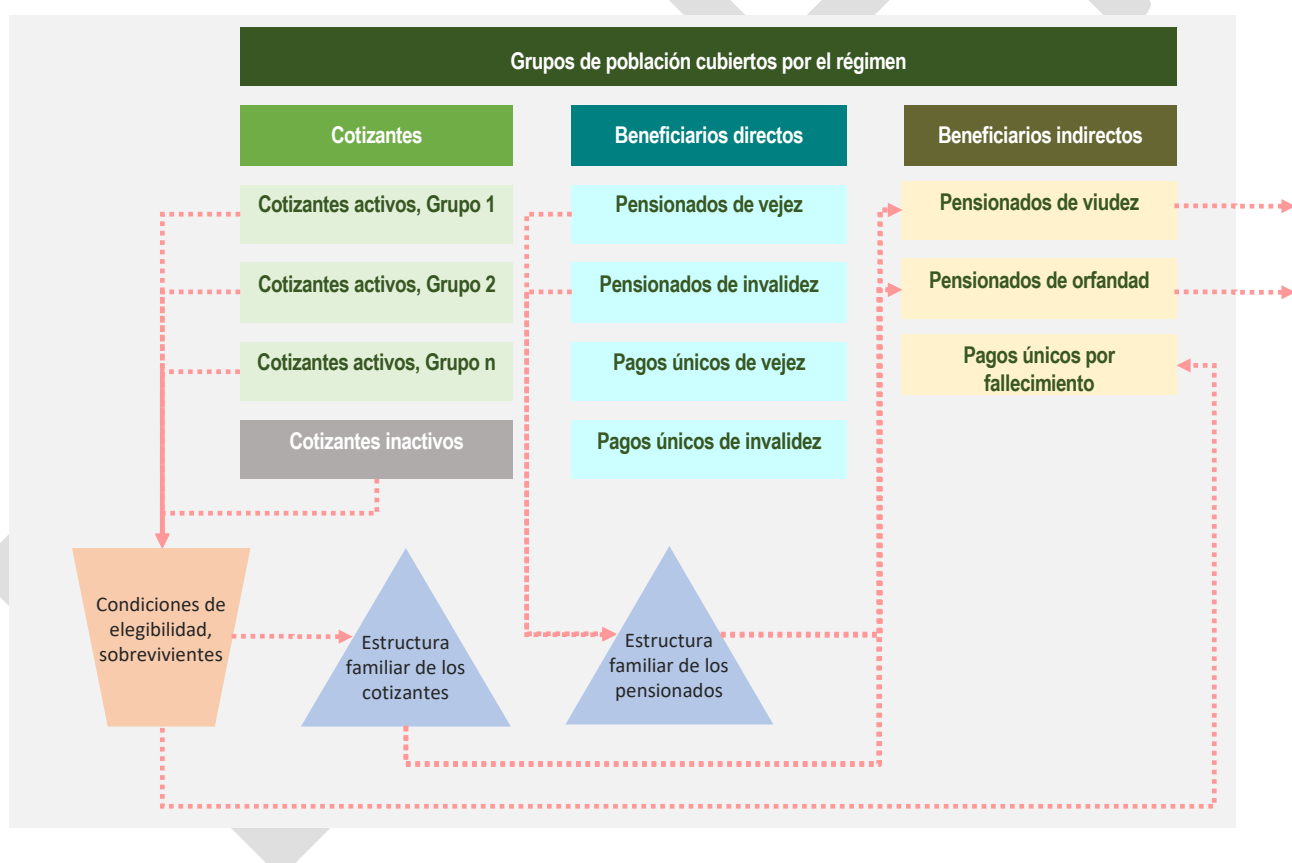 Grupos de población cubiertos por el régimen
Cotizantes
Beneficiarios directos
Beneficiarios indirectos
Cotizantes activos, Grupo 1
Pensionados de vejez
Pensionados de viudez
Cotizantes activos, Grupo 2
Pensionados de invalidez
Pensionados de orfandad
Cotizantes activos, Grupo n
Pagos únicos de vejez
Pagos únicos por
fallecimiento
Cotizantes inactivos
Pagos únicos de invalidez
Condiciones de
elegibilidad,
sobrevivientes
Estructura
familiar de los
cotizantes
Estructura
familiar de los
pensionados